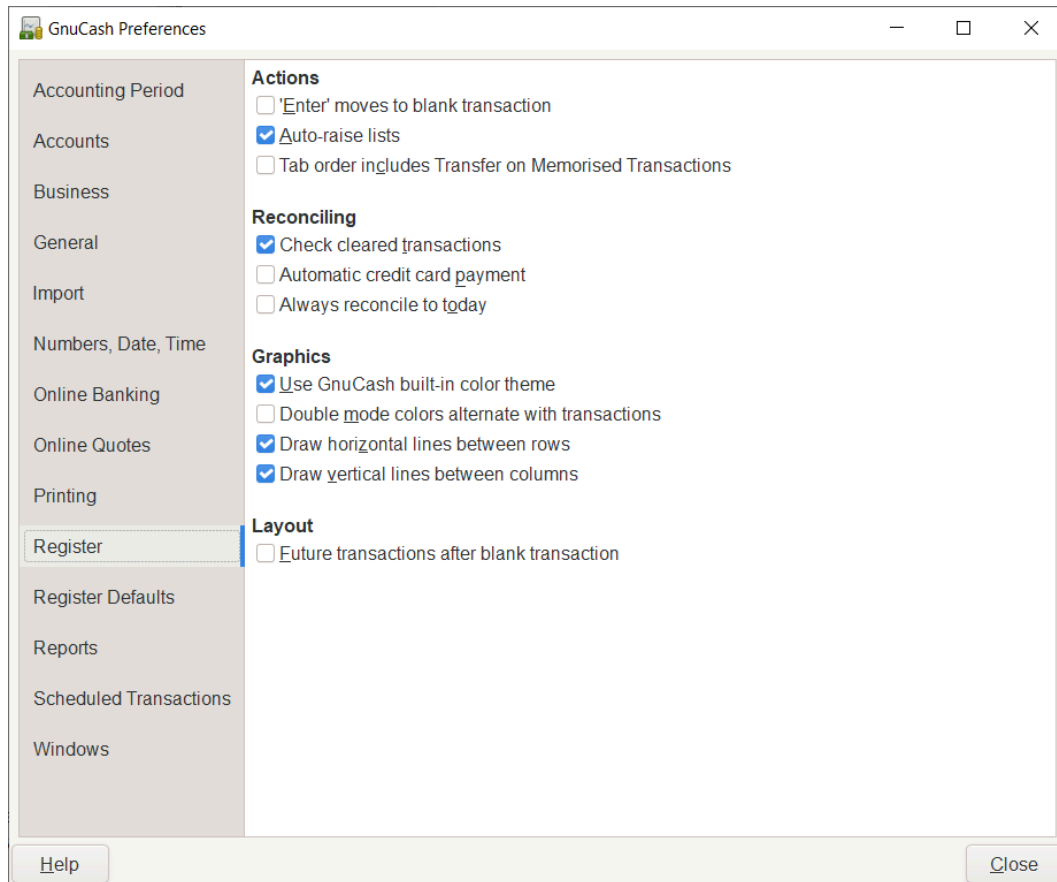 GnuCash Preferences
Accounting Period
Accounts
Business
General
Import
Numbers, Date, Time
Online Banking
Online Quotes
Printing
Register
Register Defaults
Reports
Scheduled Transactions
Windows
Actions
'Enter' moves to blank transaction
Auto-raise lists
Tab order includes Transfer on Memorised Transactions
Reconciling
Check cleared transactions
Automatic credit card payment
Always reconcile to today
Graphics
Use GnuCash built-in color theme
Double mode colors alternate with transactions
Draw horizontal lines between rows
Draw vertical lines between columns
Layout
Future transactions after blank transaction
Help
Close